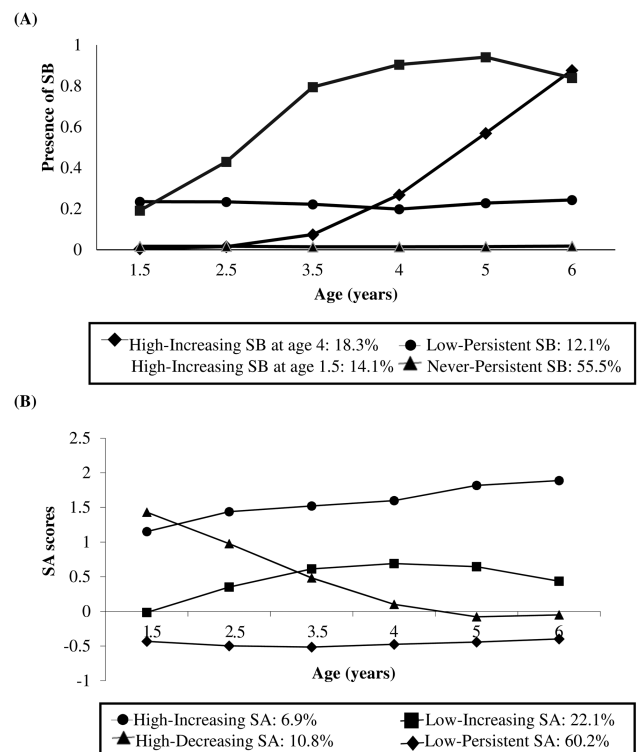 (A)
1
0.8
0.6
0.4
0.2
0
Presence of SB
1.5 2.5 3.5 4 5 6
Age (years)
High-Increasing SB at age 4: 18.3% Low-Persistent SB: 12.1%
High-Increasing SB at age 1.5: 14.1% Never-Persistent SB: 55.5%
(B)
2.5
2
1.5
1
0.5
0
-0.5
-1
SA scores
1.5 2.5 3.5 4 5 6
Age (years)
High-Increasing SA: 6.9% Low-Increasing SA: 22.1%
High-Decreasing SA: 10.8% Low-Persistent SA: 60.2%